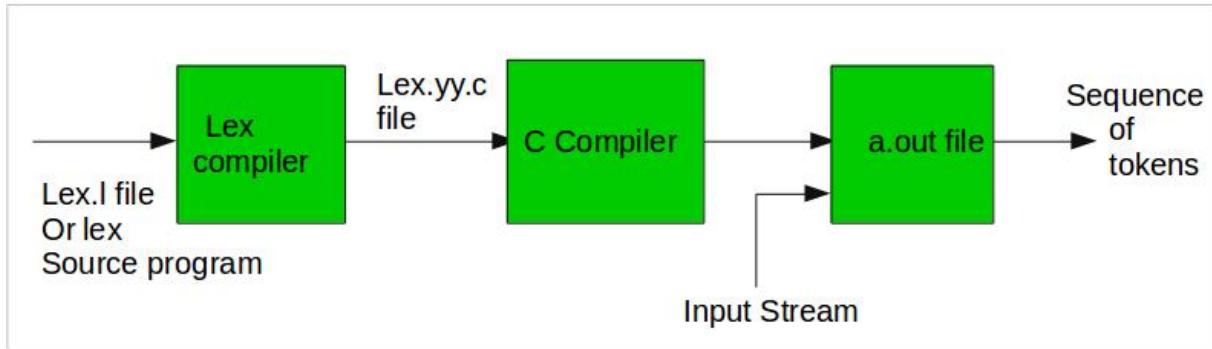 Lex.l file
Or lex
Source program
Lex
compiler
Lex.yy.c
file
C Compiler
Input Stream
a.out file
Sequence
of
tokens